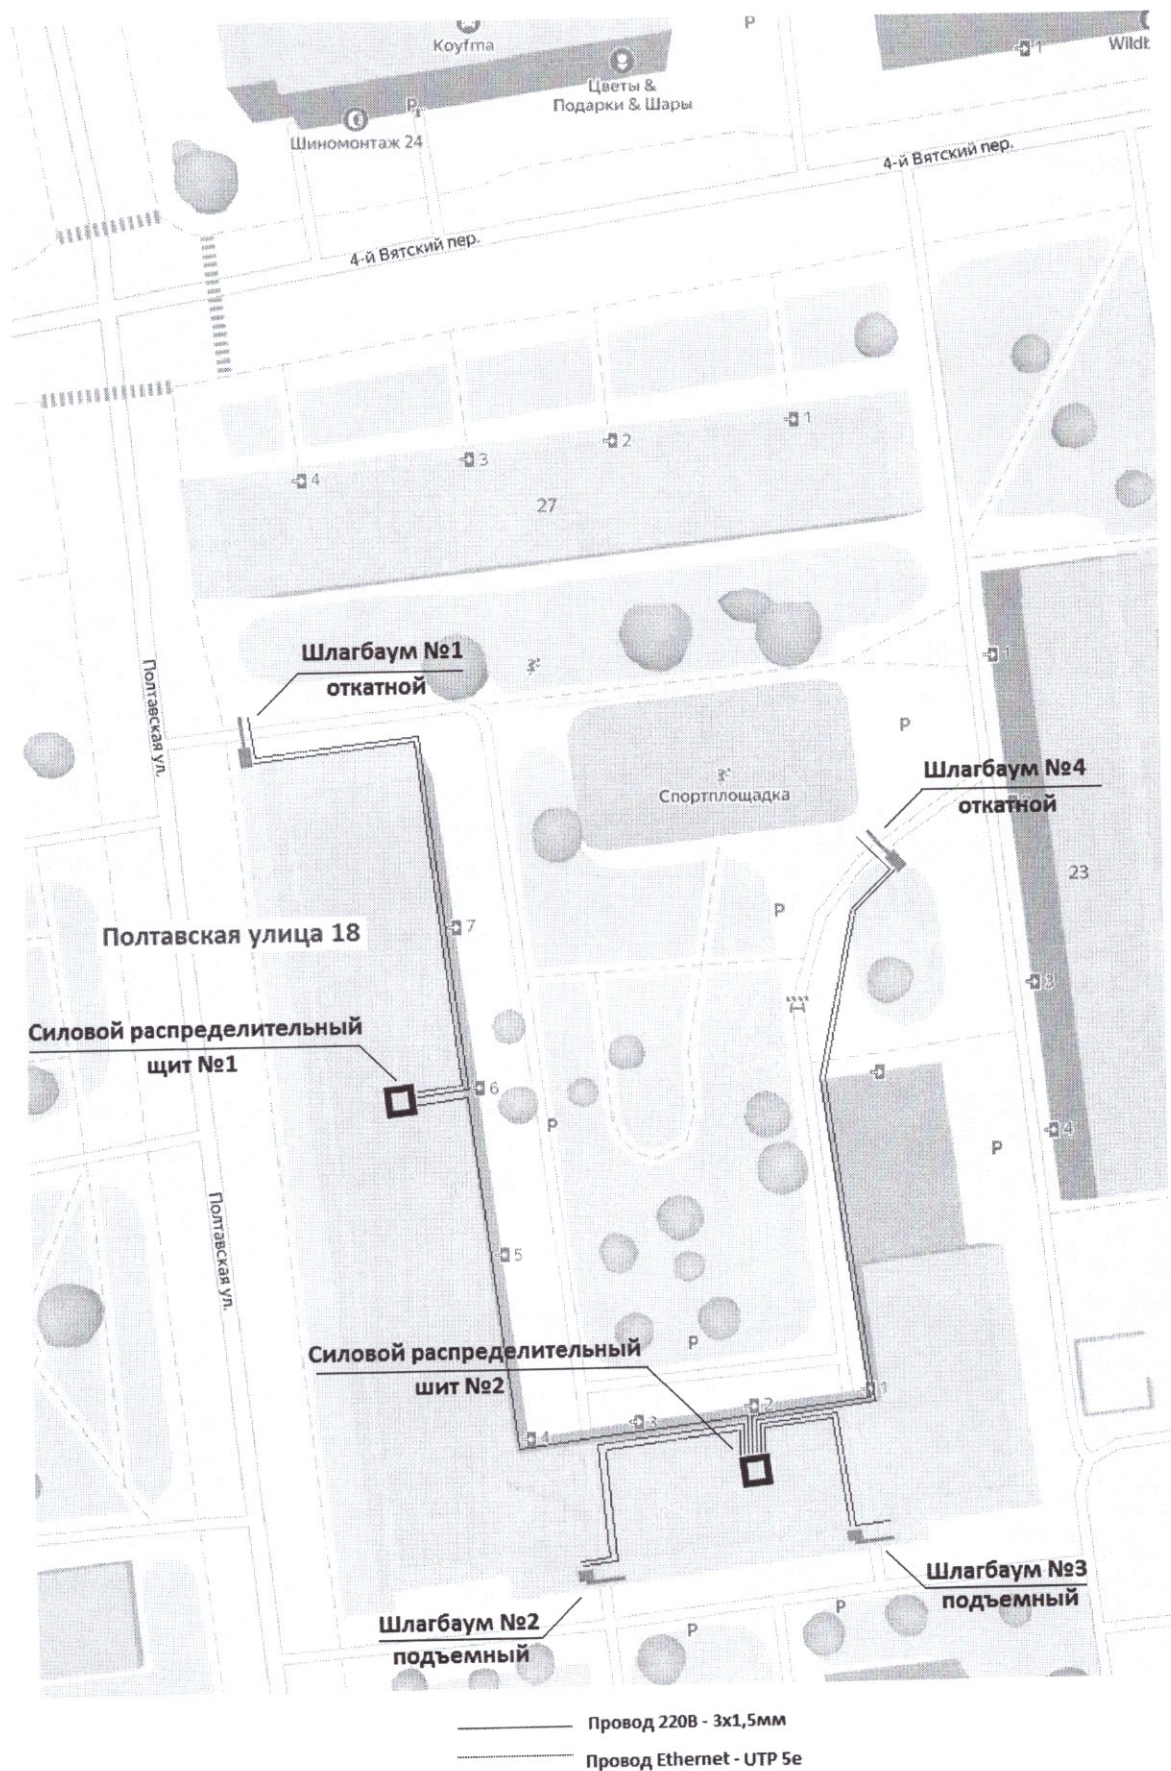 Koyfma
P
1
Wildb
Цветы &
Подарки & Шары
P
Шиномонтаж 24
4-й Вятский пер.
4-й Вятский пер.
1
2
3
4
27
Шлагбаум №1
откатной
1
Полтавская ул.
P
Шлагбаум №4
откатной
Спортплощадка
23
P
7
Полтавская улица 18
3
Силовой распределительный
щит №1
6
P
4
P
Полтавская ул.
5
P
Силовой распределительный
шит №2
1
2
3
4
Шлагбаум №3
подъемный
Шлагбаум №2
подъемный
P
P
Провод 220В - 3х1,5мм
Провод Ethernet - UTP 5e